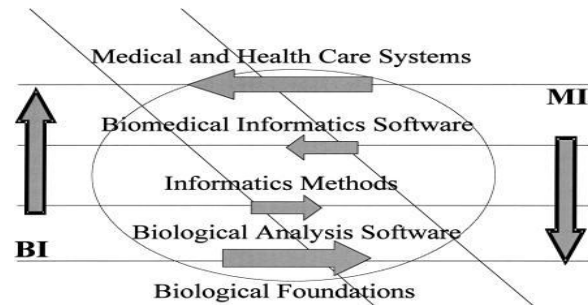 Medical and Health Care Systems
MI
Biomedical Informatics Software
Informatics Methods
Biological Analysis Software
BI
Biological Foundations